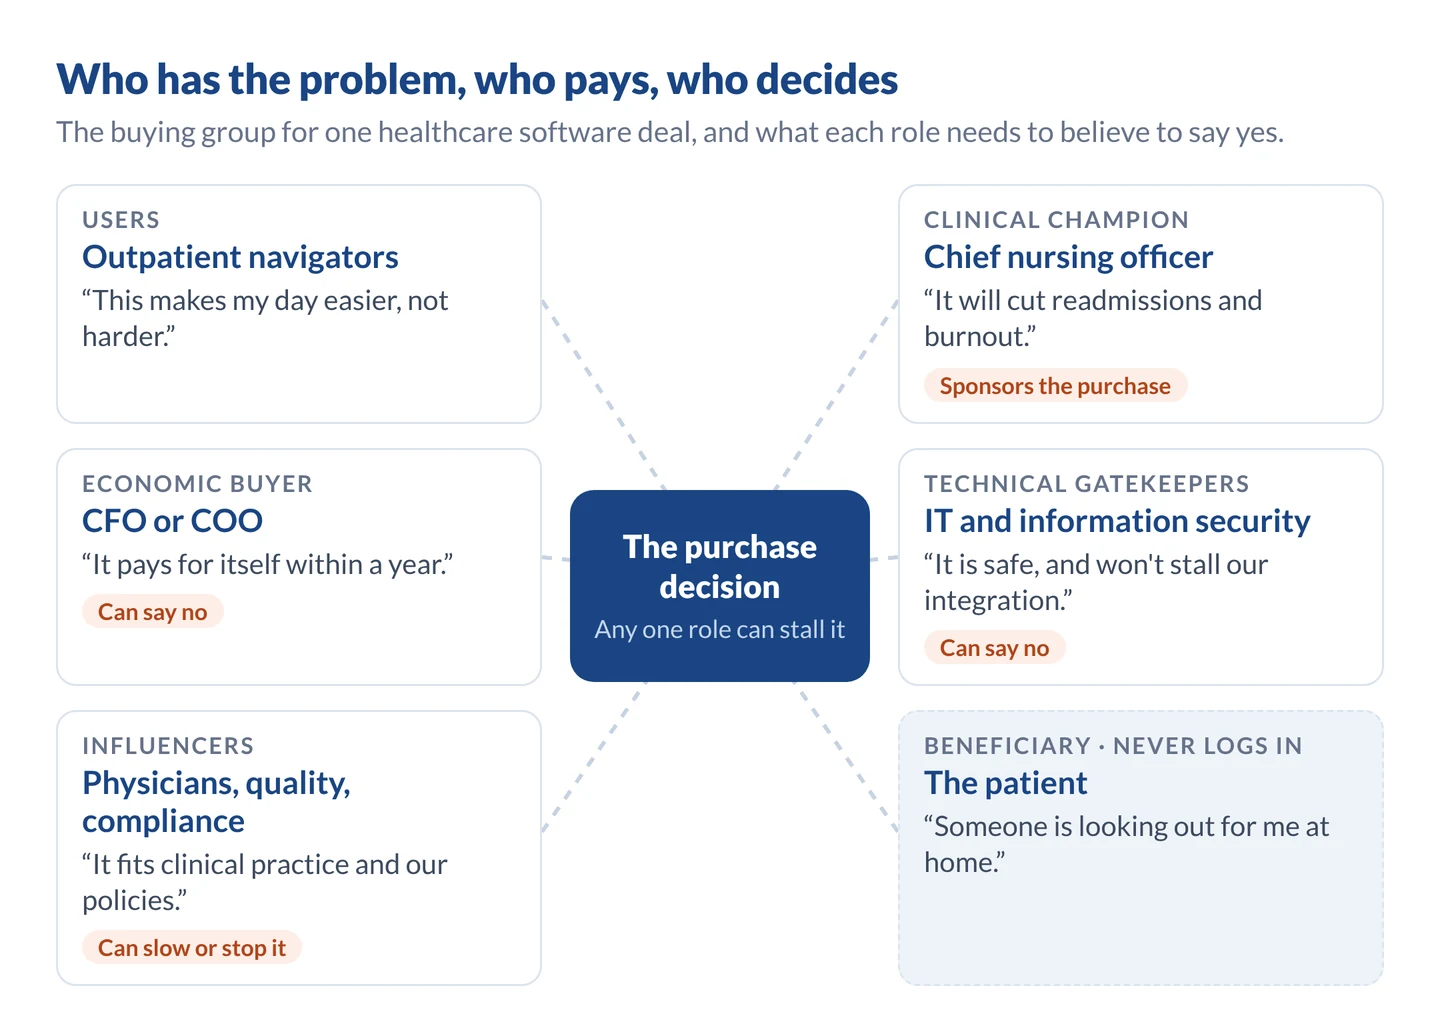 Who has the problem, who pays, who decides
The buying group for one healthcare software deal, and what each role needs to believe to say yes.
USERS
Outpatient navigators
“This makes my day easier, not
harder.”
CLINICAL CHAMPION
Chief nursing officer
“It will cut readmissions and
burnout.”
Sponsors the purchase
ECONOMIC BUYER
CFO or COO
“It pays for itself within a year.”
Can say no
The purchase
decision
Any one role can stall it
TECHNICAL GATEKEEPERS
IT and information security
“It is safe, and won't stall our
integration.”
Can say no
INFLUENCERS
Physicians, quality,
compliance
“It fits clinical practice and our
policies.”
Can slow or stop it
BENEFICIARY · NEVER LOGS IN
The patient
“Someone is looking out for me at
home.”